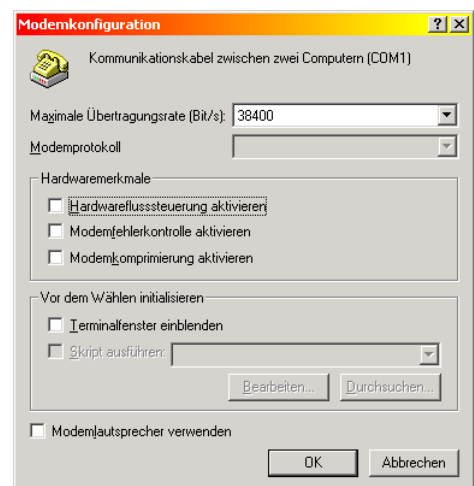 Modemkonfiguration
Kommunikationskabel zwischen zwei Computern (COM1)
Maximale Übertragungsrate (Bit/s): 38400
Modemprotokoll
Hardwaremerkmale
Hardwareflusssteuerung aktivieren
Modemfehlerkontrolle aktivieren
Modemkomprimierung aktivieren
Vor dem Wählen initialisieren
Terminalfenster einblenden
Skript ausführen:
Bearbeiten... Durchsuchen...
Modemlautsprecher verwenden
OK Abbrechen